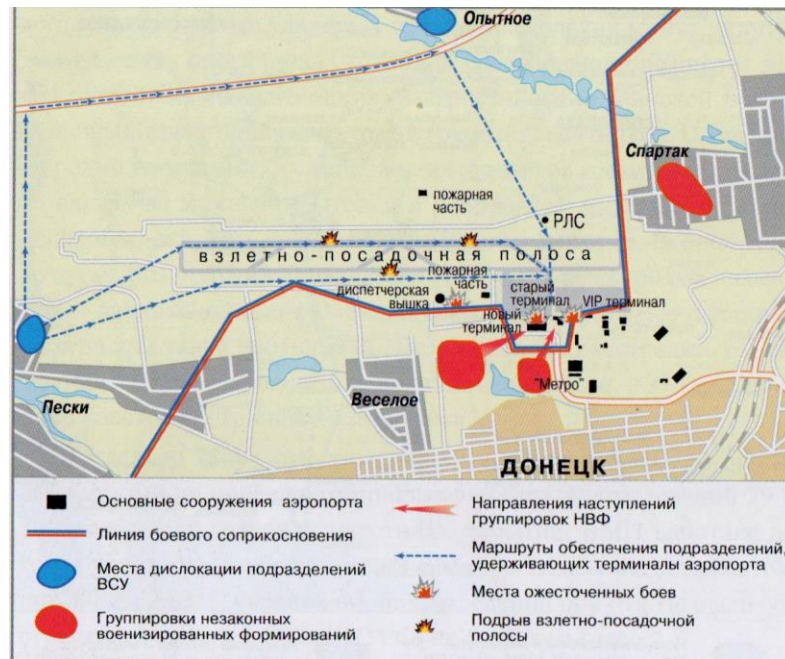 Опытное
Спартак
пожарная
часть
РЛС
взлетно-посадочная полоса
пожарная
часть
диспетчерская
вышка
старый
терминал
VIP терминал
новый
терминал
"Метро"
Пески
Веселое
ДОНЕЦК
Основные сооружения аэропорта
Линия боевого соприкосновения
Места дислокации подразделений
ВСУ
Группировки незаконных
военизированных формирований
Направления наступлений
группировок НВФ
Маршруты обеспечения подразделений,
удерживающих терминалы аэропорта
Места ожесточенных боев
Подрыв взлетно-посадочной
полосы